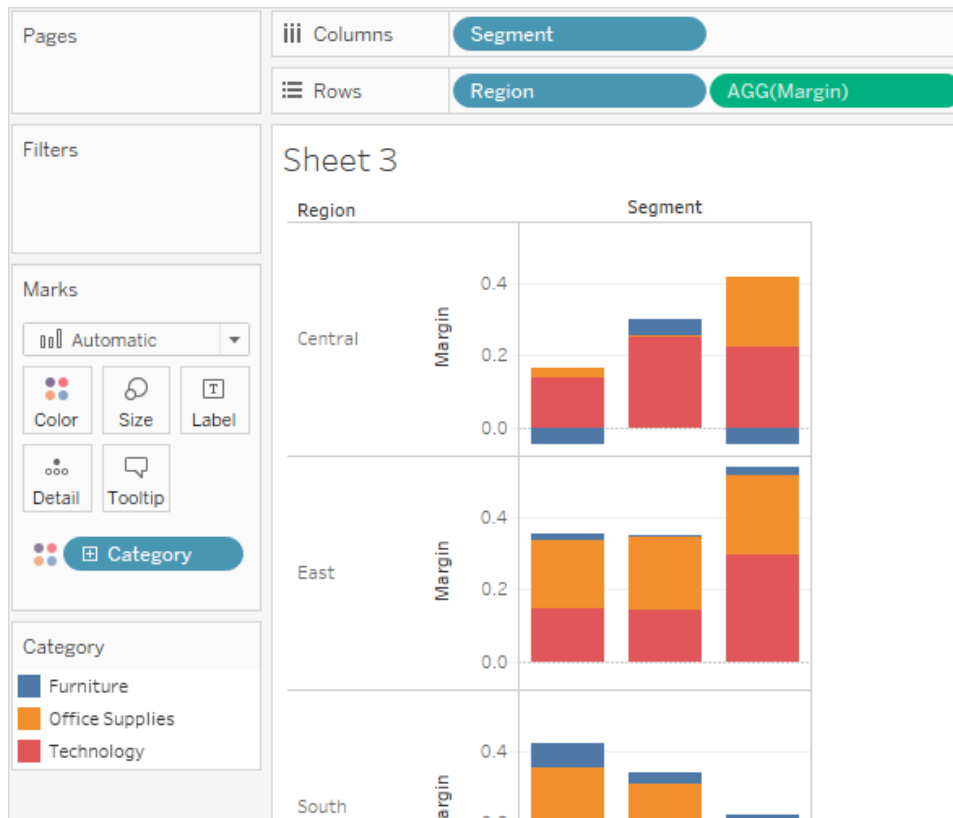 Pages
Columns
Segment
Rows
Region
AGG(Margin)
Filters
Marks
Automatic
Color
Size
T
Label
Detail
Tooltip
Category
Category
Furniture
Office Supplies
Technology
Sheet 3
Region
Segment
Central
Margin
0.4
0.2
0.0
East
Margin
0.4
0.2
0.0
South
0.4